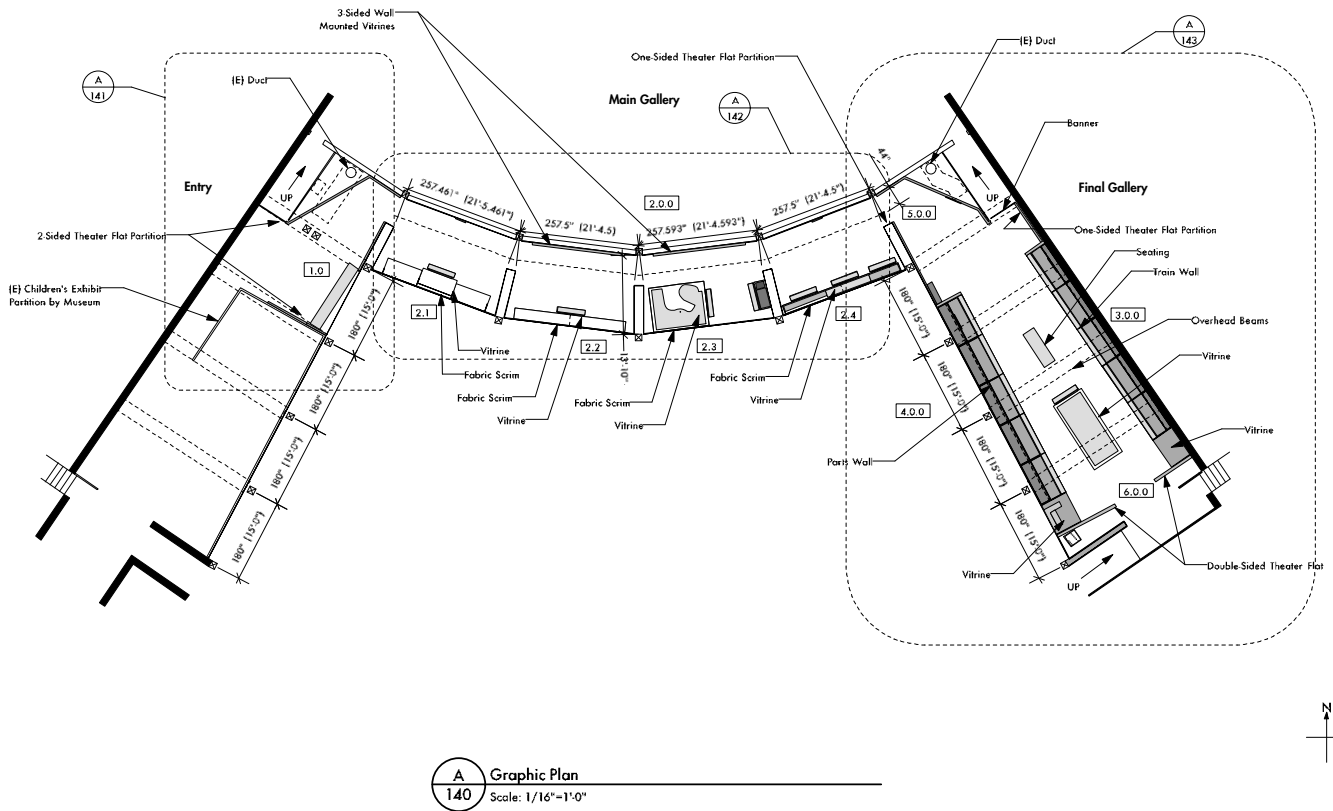 3-Sided Wall
Mounted Vitrines
A
143
(E) Duct
One-Sided Theater Flat Partition
A
141
(E) Duct
Main Gallery
A
142
Banner
44"
Entry
UP
257.461" (21'-5.461")
257.5" (21'-4.5)
2.0.0
257.593" (21'-4.593")
257.5" (21'-4.5")
5.0.0
UP
Final Gallery
2-Sided Theater Flat Partition
One-Sided Theater Flat Partition
Seating
Train Wall
1.0
(E) Children's Exhibit
Partition by Museum
2.1
2.2
2.3
2.4
3.0.0
Overhead Beams
Vitrine
Vitrine
Fabric Scrim
Fabric Scrim
Vitrine
13'-10"
Fabric Scrim
Vitrine
Fabric Scrim
Vitrine
180" (15'-0")
180" (15'-0")
180" (15'-0")
180" (15'-0")
180" (15'-0")
180" (15'-0")
180" (15'-0")
180" (15'-0")
4.0.0
Parts Wall
Vitrine
6.0.0
Vitrine
UP
Double-Sided Theater Flat
N
A
140
Graphic Plan
Scale: 1/16"=1'-0"